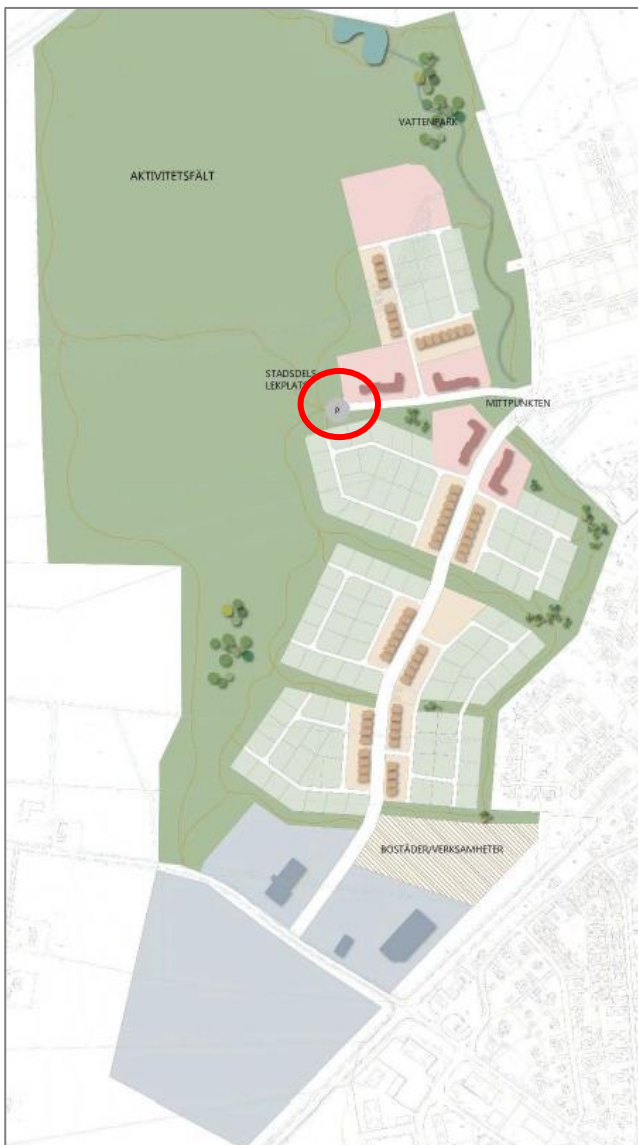 VATTENPARK
AKTIVITETSFÄLT
STADSDELS
LEKPLATS
P
MITTPUNKTEN
BOSTÄDER/VERKSAMHETER